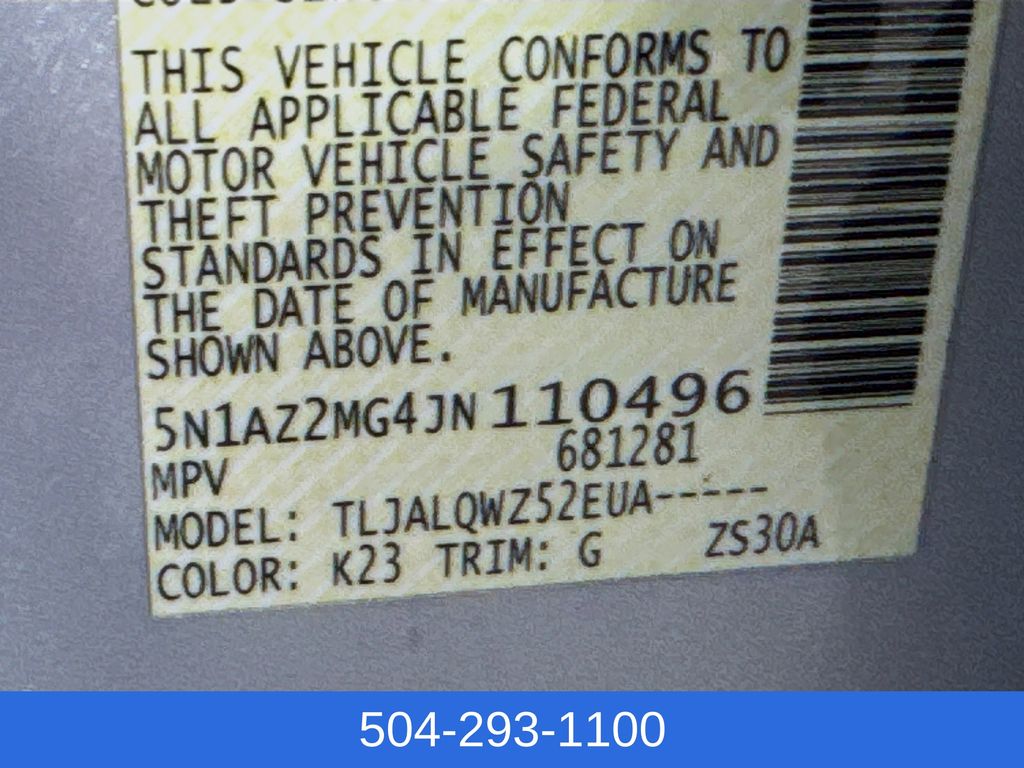 THIS VEHICLE CONFORMS TO
ALL APPLICABLE FEDERAL
MOTOR VEHICLE SAFETY AND
THEFT PREVENTION
STANDARDS IN EFFECT ON
THE DATE OF MANUFACTURE
SHOWN ABOVE.
5N1AZ2MG4JN110496
MPV 681281
MODEL: TLJALQWZ52EUA-----
COLOR: K23 TRIM: G ZS30A
504-293-1100